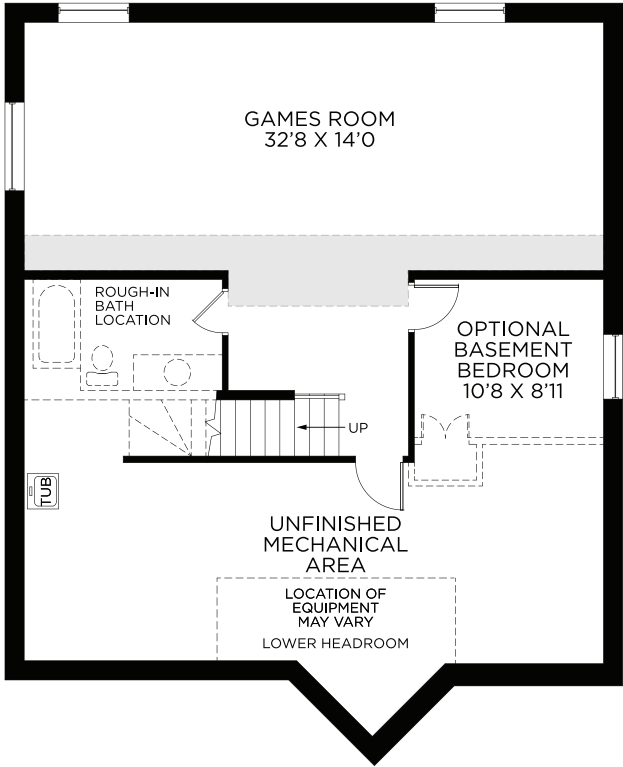 GAMES ROOM
32'8 X 14'0
ROUGH-IN
BATH
LOCATION
OPTIONAL
BASEMENT
BEDROOM
10'8 X 8'11
UP
TUB
UNFINISHED
MECHANICAL
AREA
LOCATION OF
EQUIPMENT
MAY VARY
LOWER HEADROOM